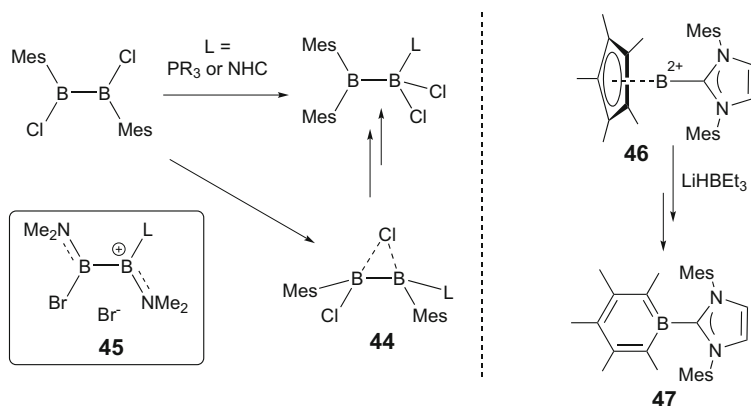 Mes
Cl
B
B
Cl
Mes
L =
PR3 or NHC
Mes
L
B
B
Cl
Mes
Cl
Me2N
L
⊕
B
B
Br
NMe2
Br-
45
Cl
Mes
B
B
L
Cl
Mes
44
2+
Mes
N
B
N
Mes
46
LiHBEt3
Mes
N
B
N
Mes
47